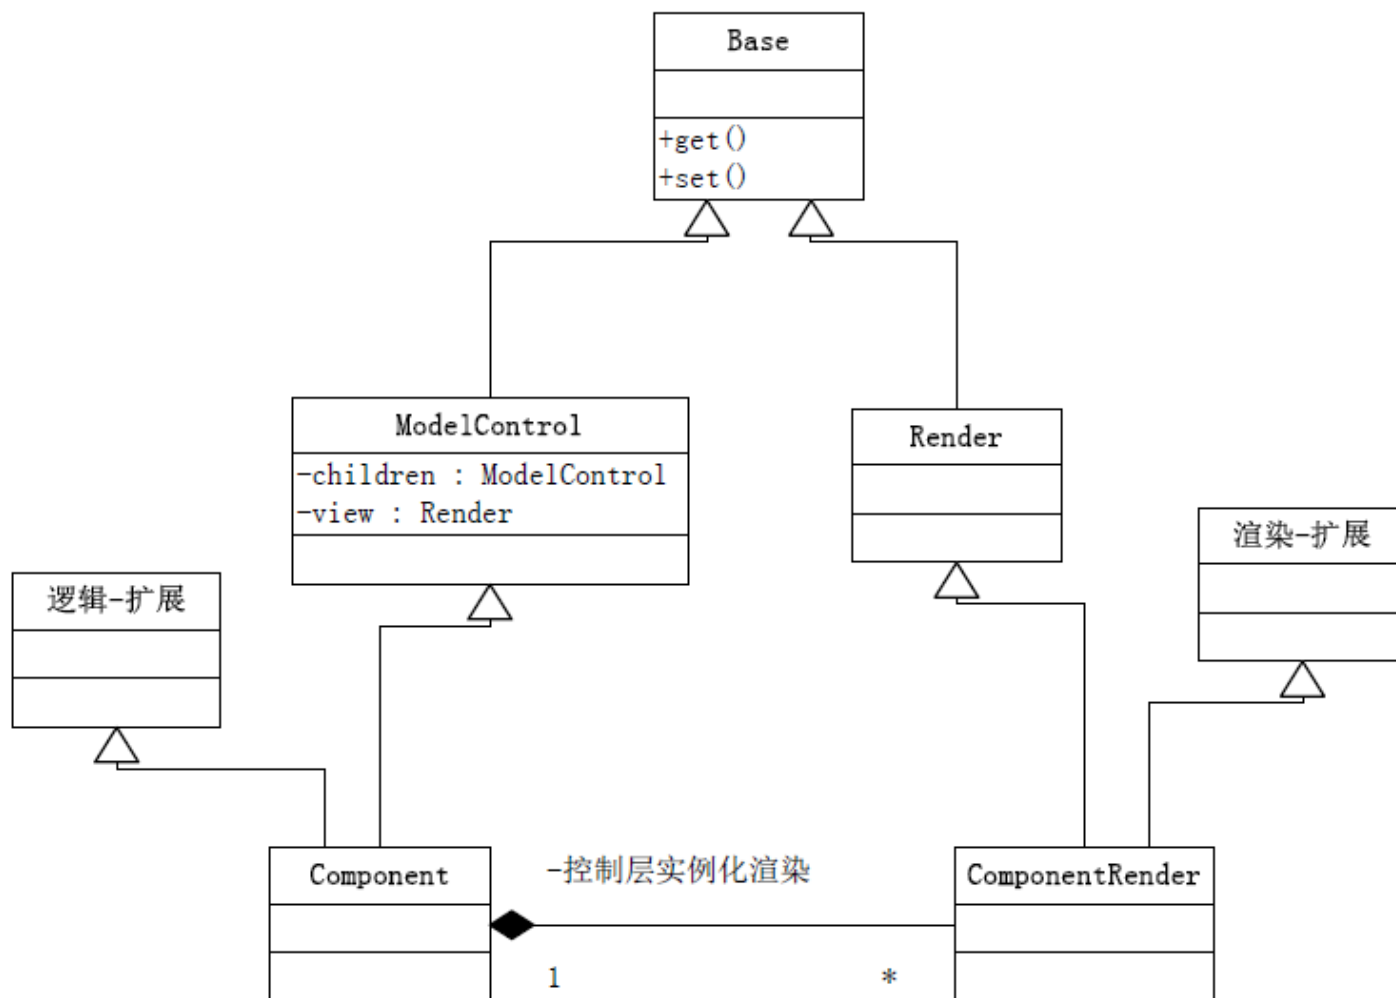 Base
+get()
+set()
ModelControl
-children : ModelControl
-view : Render
Render
渲染-扩展
逻辑-扩展
Component
-控制层实例化渲染
ComponentRender
1
*